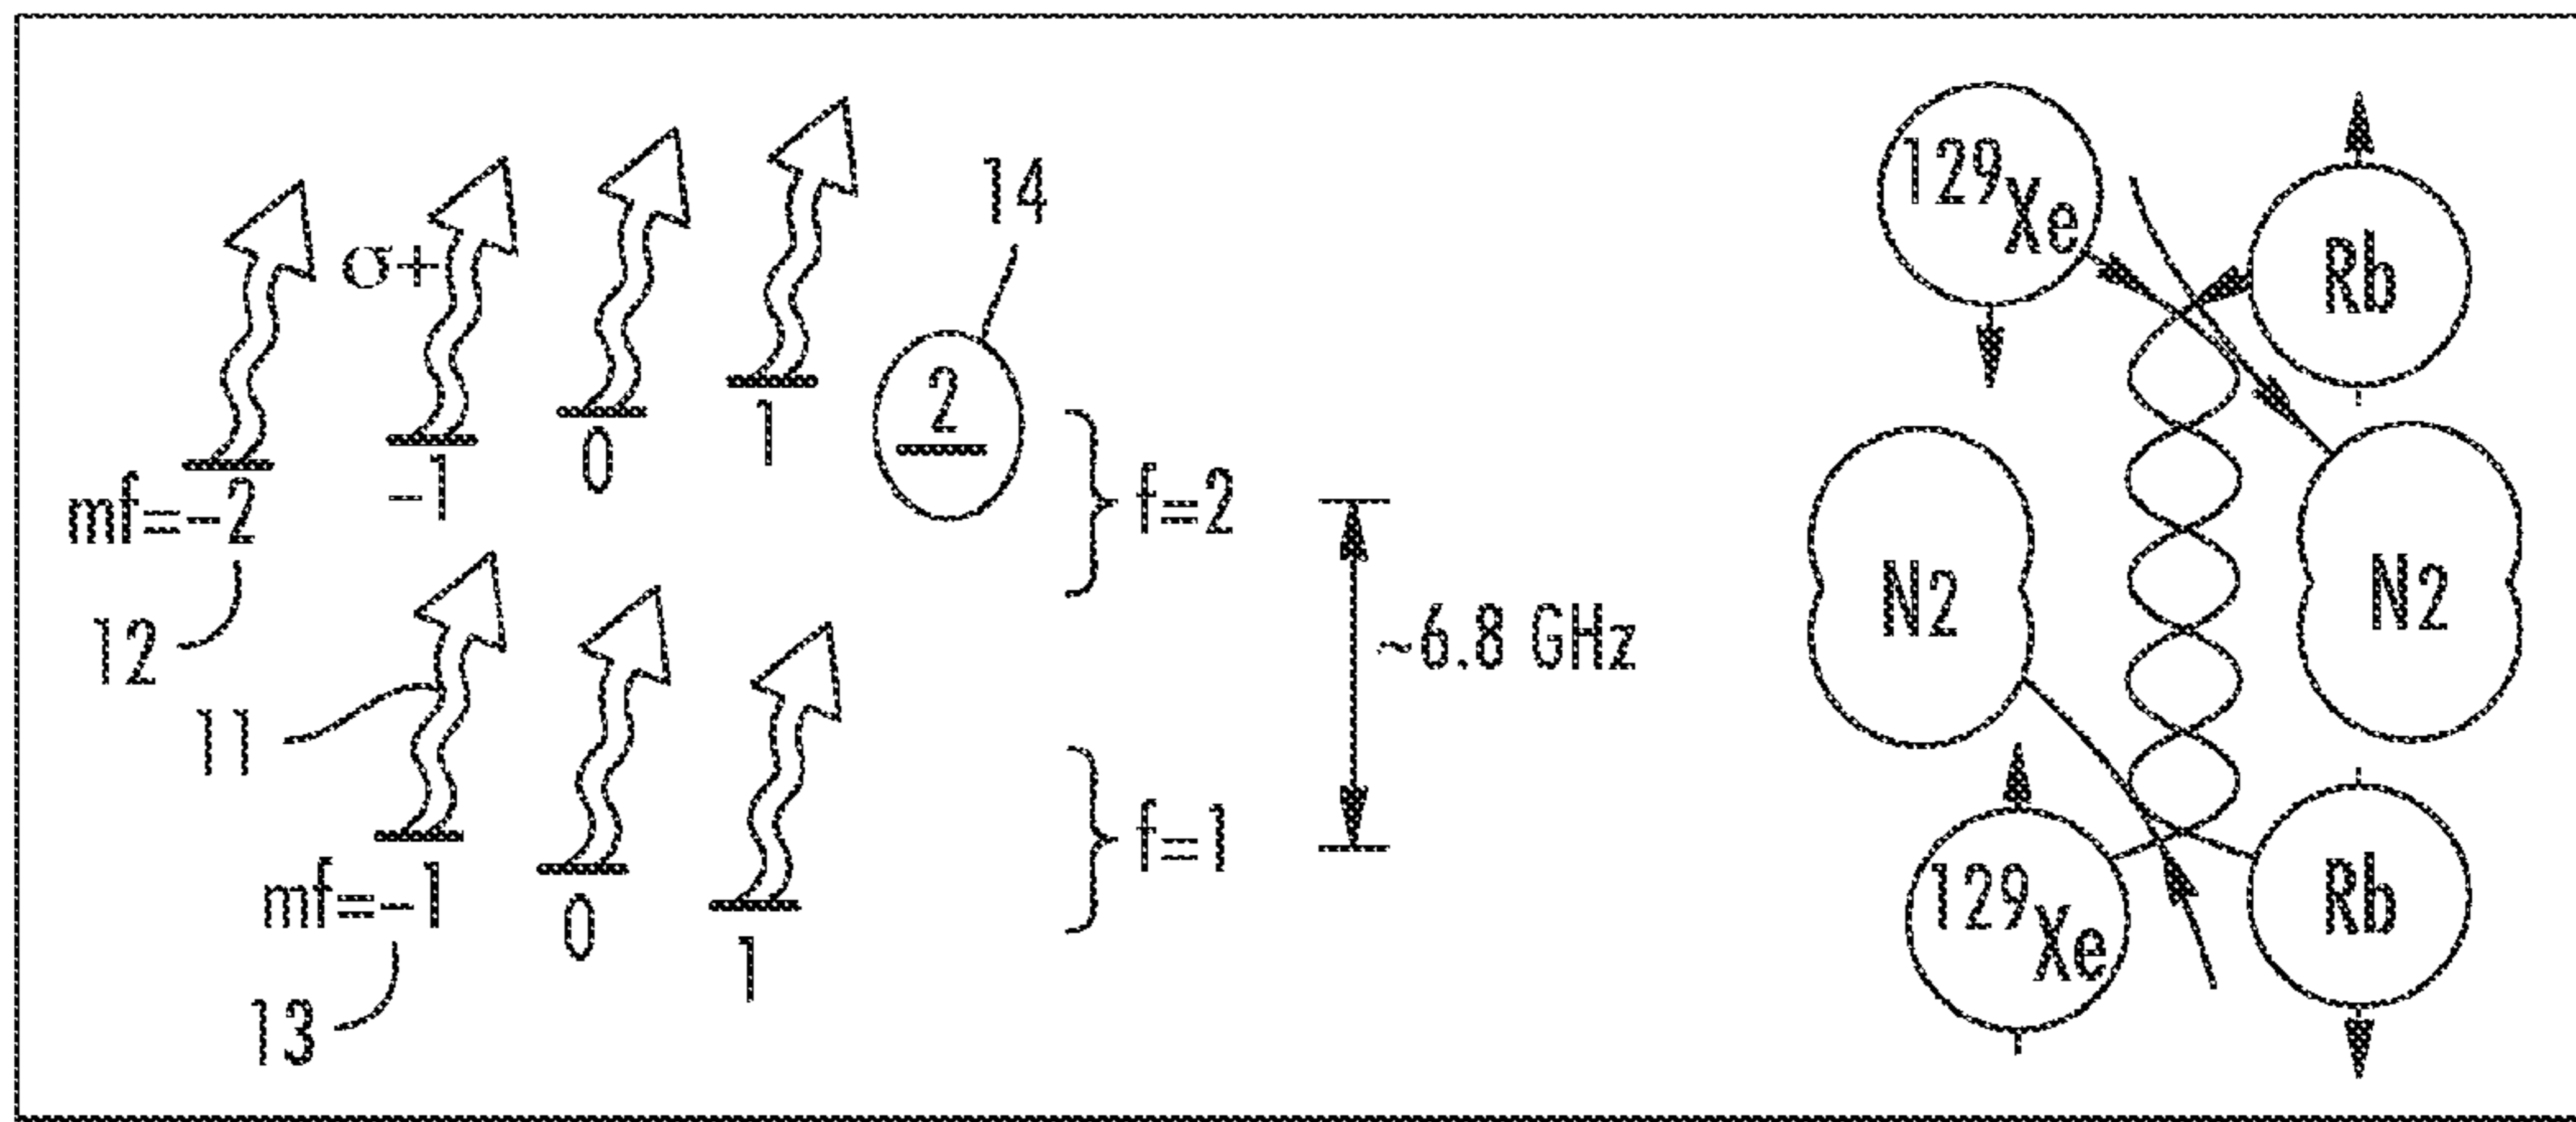 σ+
14
2
1
0
-1
mf=-2
f=2
12
11
~6.8 GHz
mf=-1
0
1
f=1
13
129Xe
Rb
N2
N2
129Xe
Rb